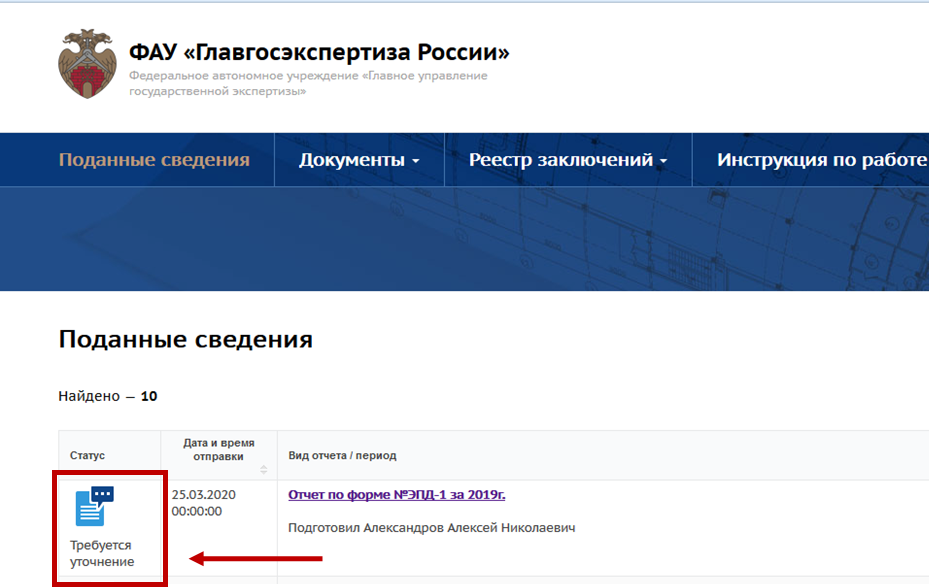 ФАУ «Главгосэкспертиза России»
Федеральное автономное учреждение «Главное управление
государственной экспертизы»
Поданные сведения
Документы
Реестр заключений
Инструкция по работе
Поданные сведения
Найдено — 10
Статус
Дата и время
отправки
Вид отчета / период
25.03.2020
00:00:00
Отчет по форме №ЭПД-1 за 2019г.
Подготовил Александров Алексей Николаевич
Требуется
уточнение